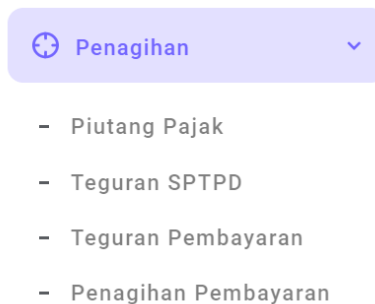 Penagihan
- Piutang Pajak
- Teguran SPTPD
- Teguran Pembayaran
- Penagihan Pembayaran